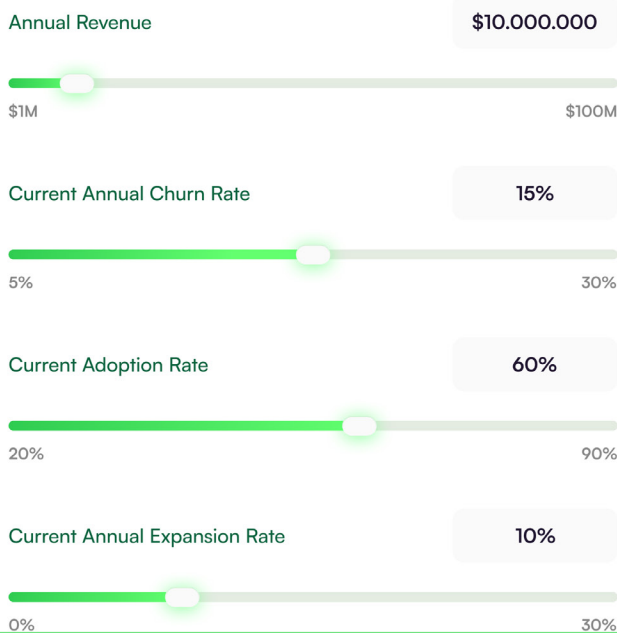 Annual Revenue $10.000.000
$1M $100M
Current Annual Churn Rate 15%
5% 30%
Current Adoption Rate 60%
20% 90%
Current Annual Expansion Rate 10%
0% 30%